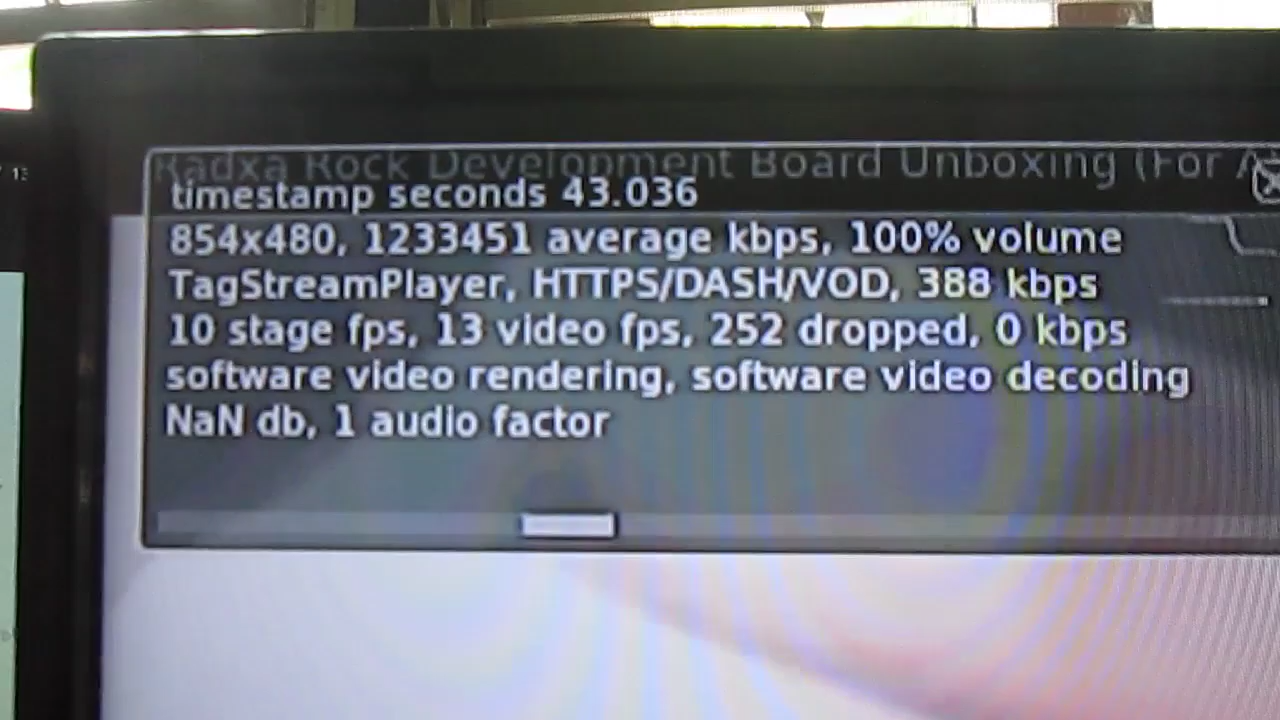 Radxa Rock Development Board Unboxing (For
timestamp seconds 43.036
854x480, 1233451 average kbps, 100% volume
TagStreamPlayer, HTTPS/DASH/VOD, 388 kbps
10 stage fps, 13 video fps, 252 dropped, 0 kbps
software video rendering, software video decoding
NaN db, 1 audio factor